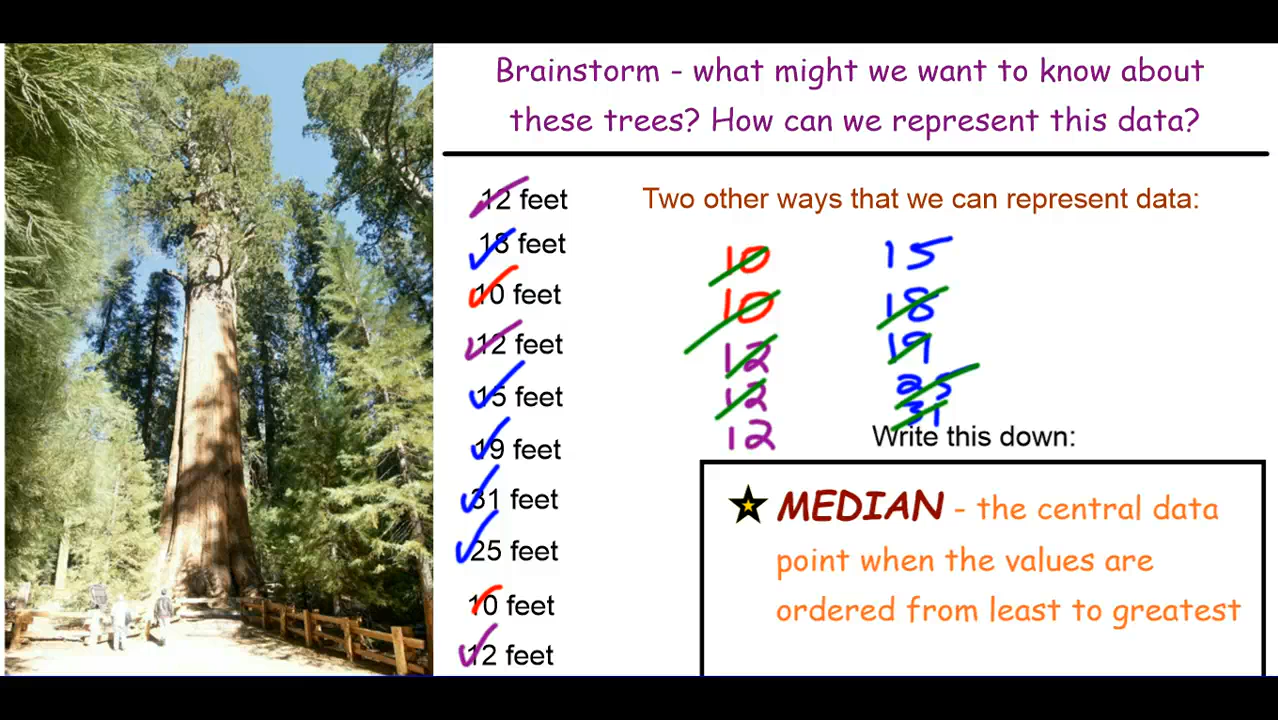 Brainstorm - what might we want to know about
these trees? How can we represent this data?
12 feet
18 feet
10 feet
12 feet
15 feet
19 feet
31 feet
25 feet
10 feet
12 feet
Two other ways that we can represent data:
10
10
12
12
12
15
18
19
25
31
Write this down:
MEDIAN - the central data
point when the values are
ordered from least to greatest